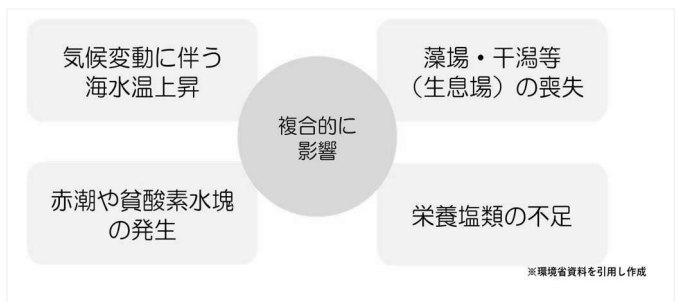 気候変動に伴う
海水温上昇
藻場・干潟等
（生息場）の喪失
複合的に
影響
赤潮や貧酸素水塊
の発生
栄養塩類の不足
※環境省資料を引用し作成